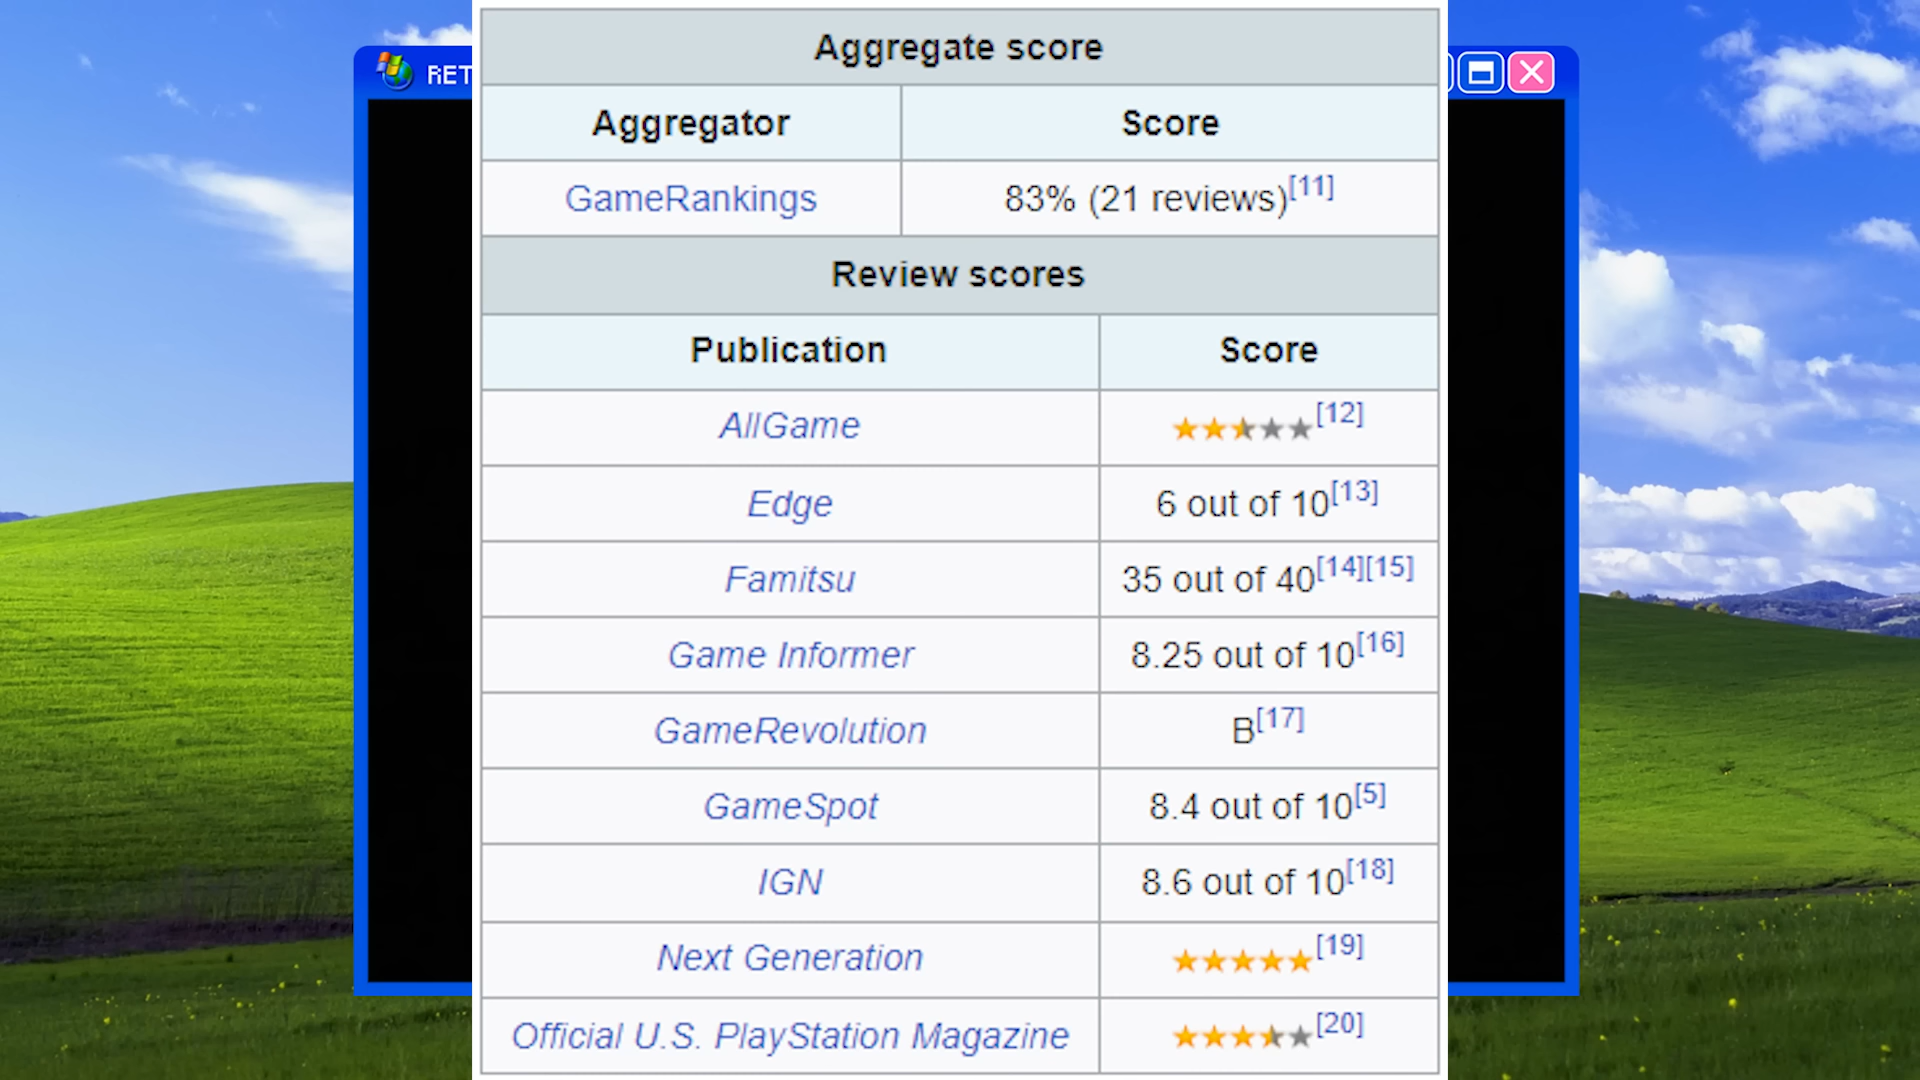 RET
Aggregate score
Aggregator Score
GameRankings 83% (21 reviews)[11]
Review scores
Publication Score
AllGame ★★⯪★★[12]
Edge 6 out of 10[13]
Famitsu 35 out of 40[14][15]
Game Informer 8.25 out of 10[16]
GameRevolution B[17]
GameSpot 8.4 out of 10[5]
IGN 8.6 out of 10[18]
Next Generation ★★★★★[19]
Official U.S. PlayStation Magazine ★★★⯪★[20]